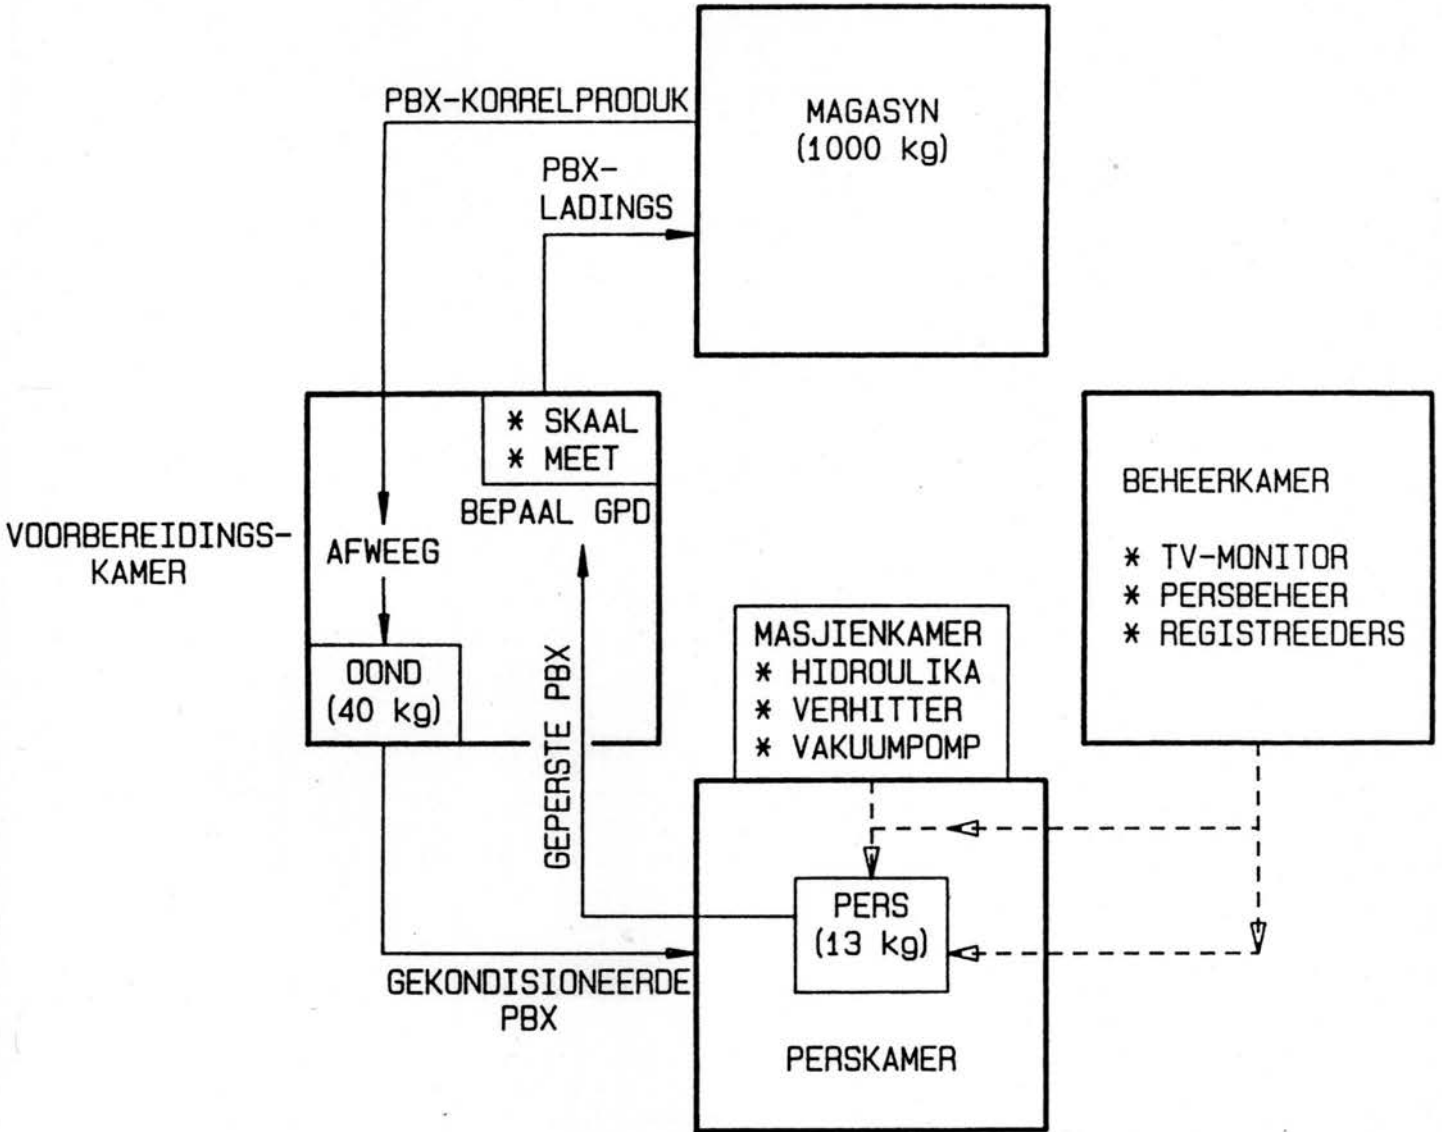 PBX-KORRELPRODUK
MAGASYN
(1000 kg)
PBX-
LADINGS
* SKAAL
* MEET
BEPAAL GPD
VOORBEREIDINGS-
KAMER
AFWEEG
OOND
(40 kg)
GEPERSTE PBX
BEHEERKAMER
* TV-MONITOR
* PERSBEHEER
* REGISTREEDERS
MASJIENKAMER
* HIDROULIKA
* VERHITTER
* VAKUUMPOMP
PERS
(13 kg)
GEKONDISIONEERDE
PBX
PERSKAMER